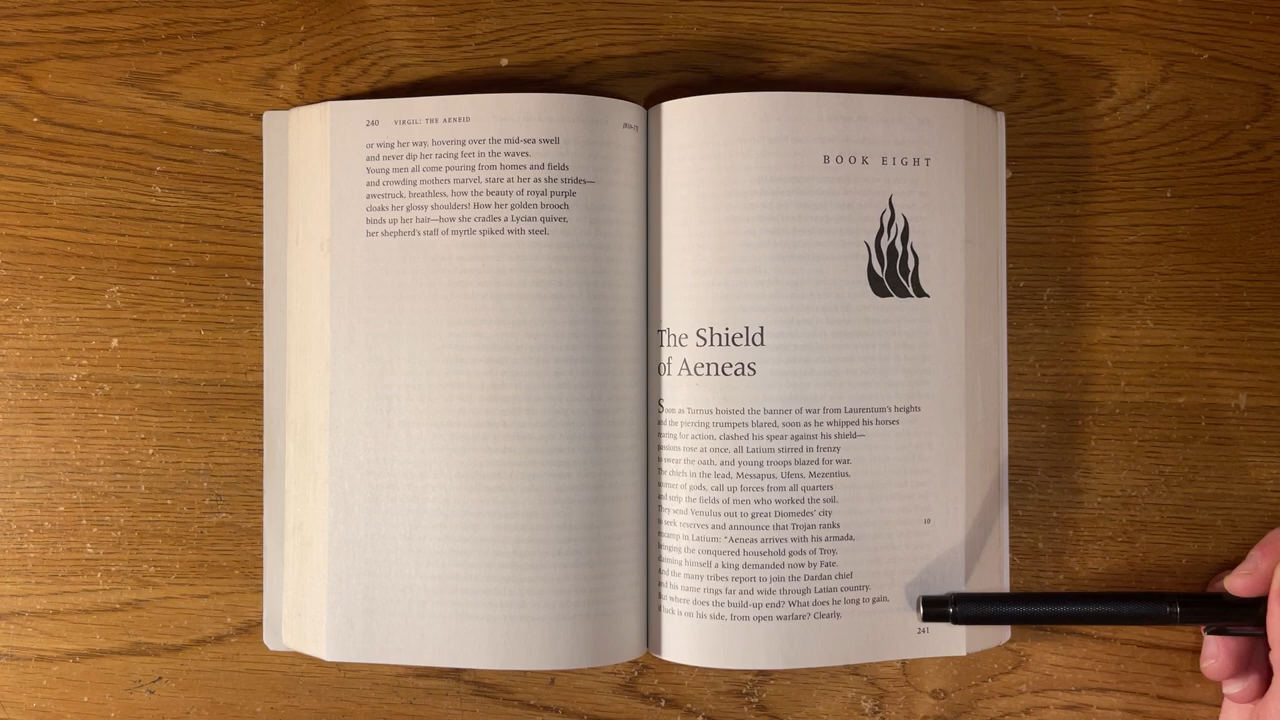 240 VIRGIL: THE AENEID
or wing her way, hovering over the mid-sea swell
and never dip her racing feet in the waves.
Young men all come pouring from homes and fields
and crowding mothers marvel, stare at her as she strides—
awestruck, breathless, how the beauty of royal purple
cloaks her glossy shoulders! How her golden brooch
binds up her hair—how she cradles a Lycian quiver,
her shepherd's staff of myrtle spiked with steel.
BOOK EIGHT
The Shield
of Aeneas
Soon as Turnus hoisted the banner of war from Laurentum's heights
and the piercing trumpets blared, soon as he whipped his horses
rearing for action, clashed his spear against his shield—
passions rose at once, all Latium stirred in frenzy
to swear the oath, and young troops blazed for war.
The chiefs in the lead, Messapus, Ufens, Mezentius,
scorner of gods, call up forces from all quarters
and strip the fields of men who worked the soil.
They send Venulus out to great Diomedes' city
to seek reserves and announce that Trojan ranks 10
encamp in Latium: "Aeneas arrives with his armada,
bringing the conquered household gods of Troy,
claiming himself a king demanded now by Fate.
And the many tribes report to join the Dardan chief
and his name rings far and wide through Latian country.
But where does the build-up end? What does he long to gain,
if luck is on his side, from open warfare? Clearly,
241